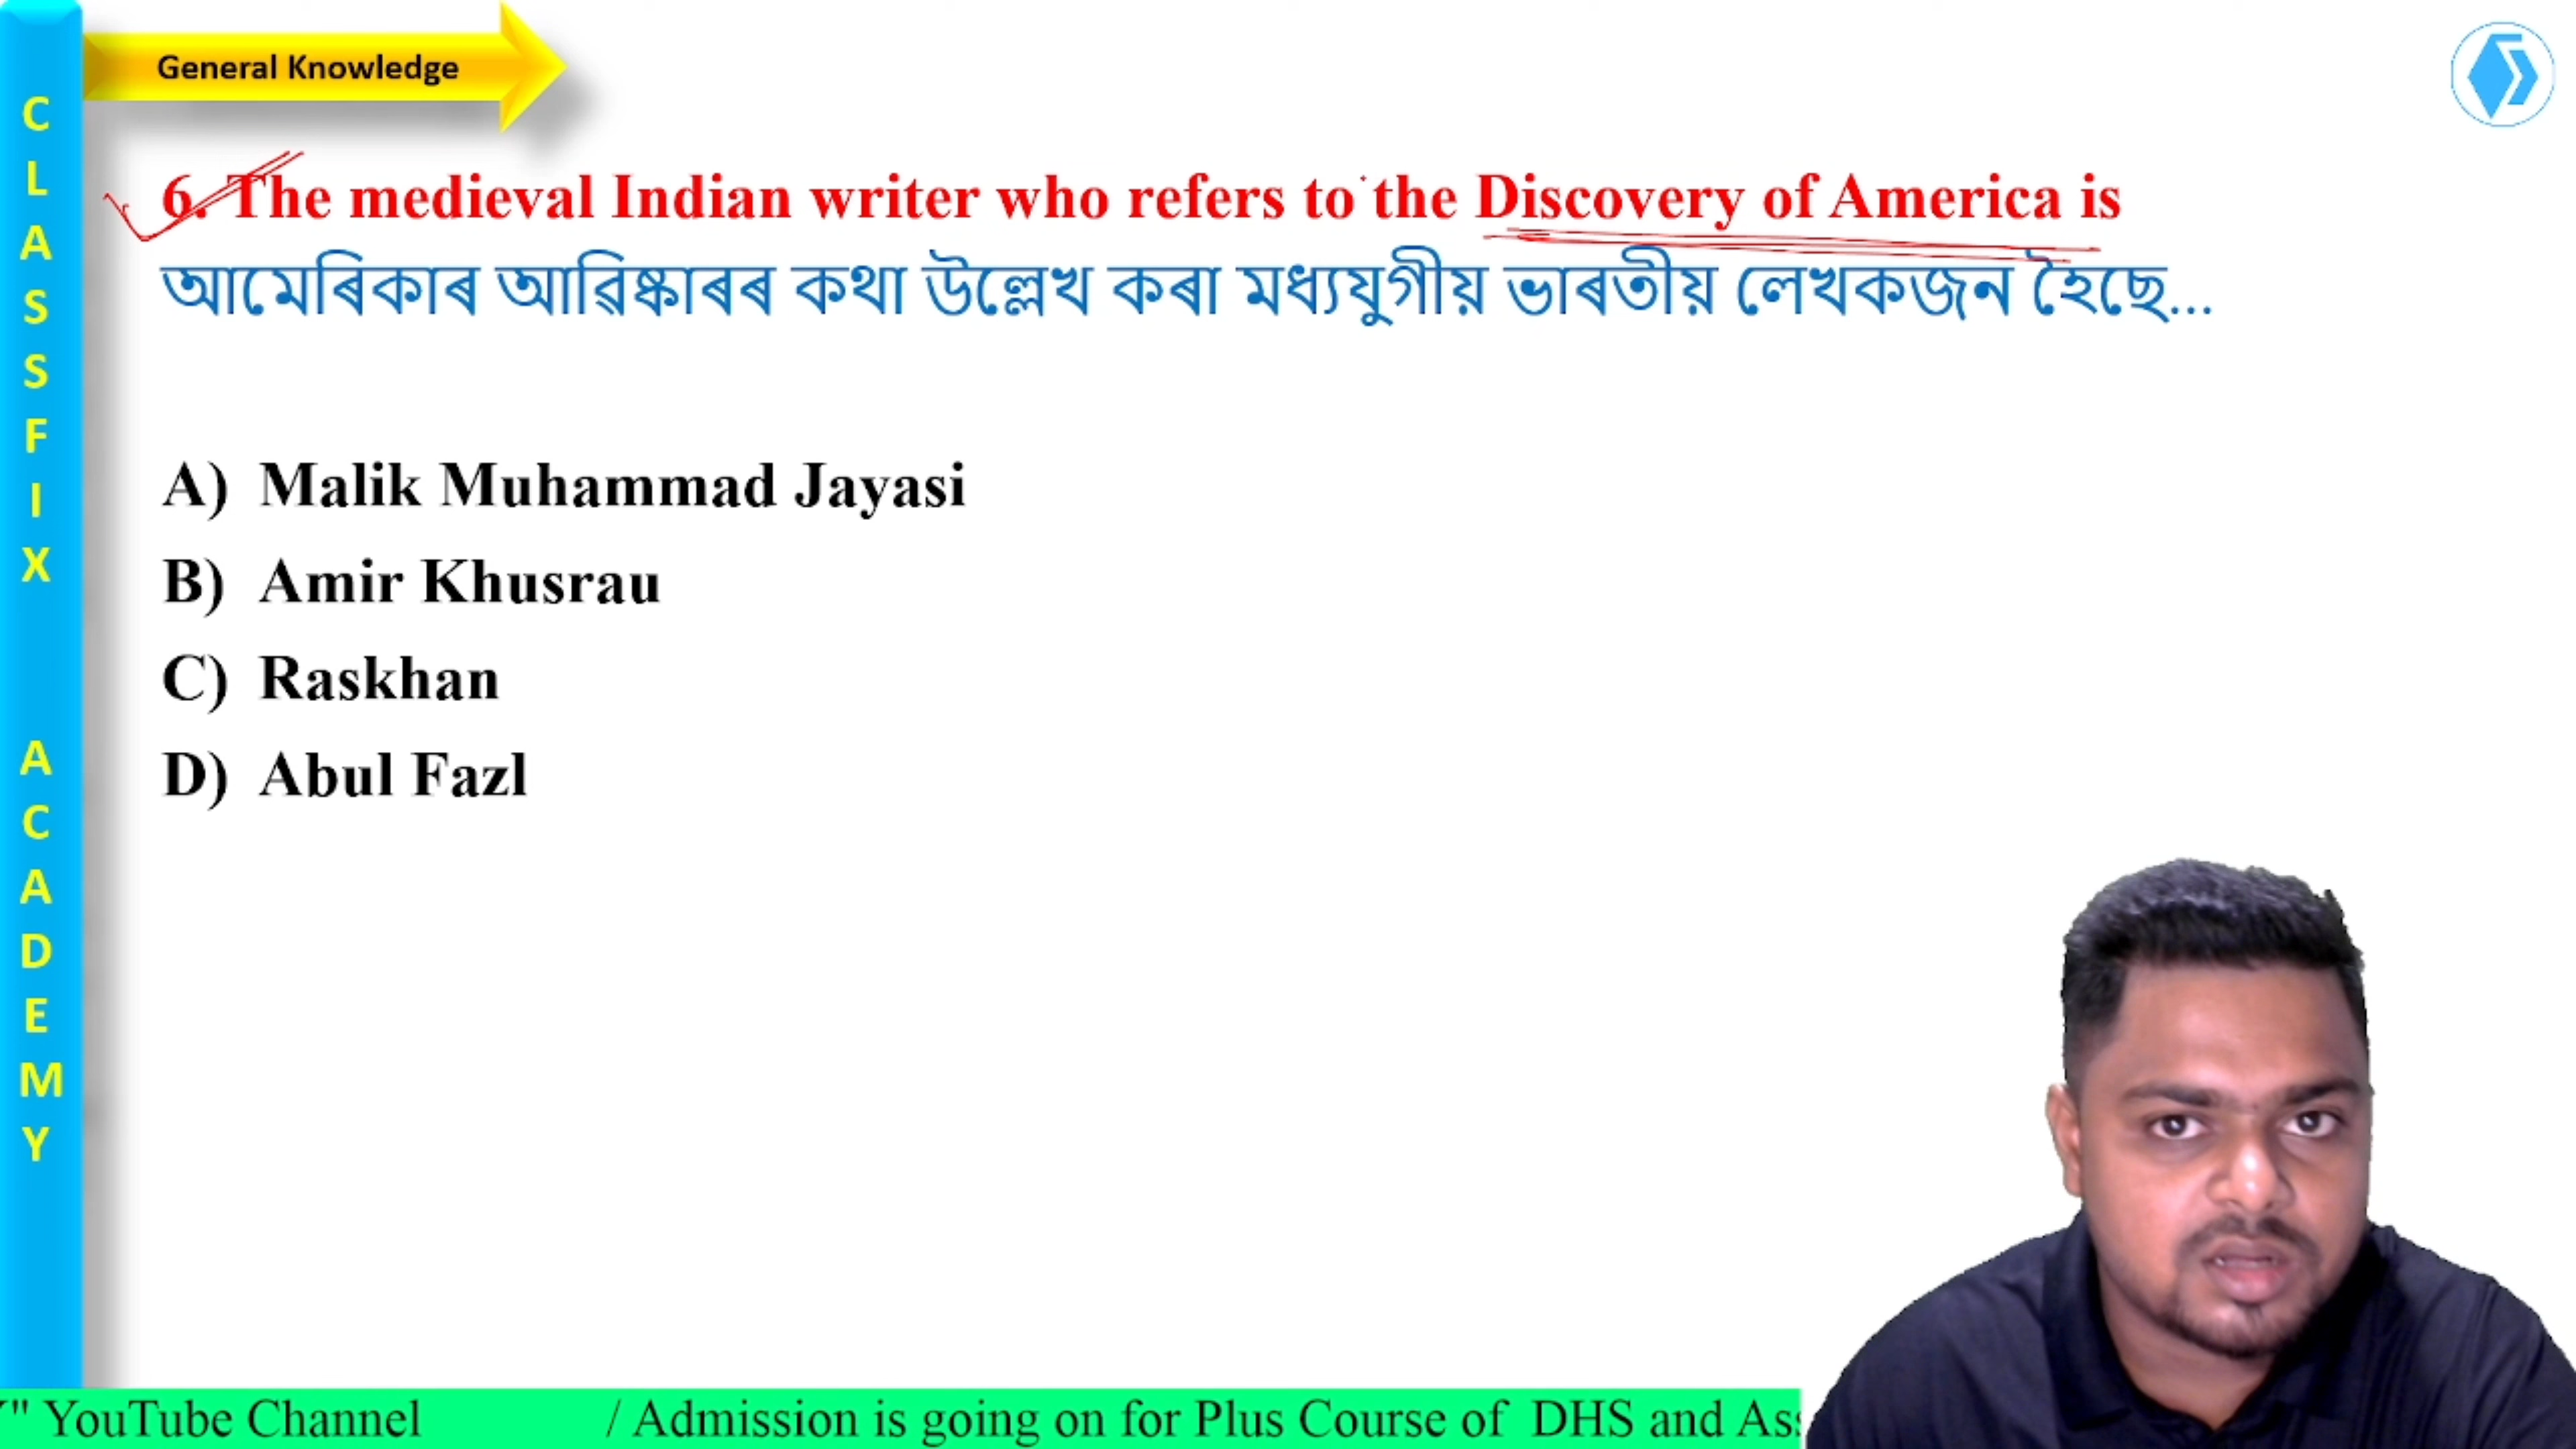 General Knowledge
CLASSFIX ACADEMY
6. The medieval Indian writer who refers to the Discovery of America is
আমেৰিকাৰ আৱিষ্কাৰৰ কথা উল্লেখ কৰা মধ্যযুগীয় ভাৰতীয় লেখকজন হৈছে...
A) Malik Muhammad Jayasi
B) Amir Khusrau
C) Raskhan
D) Abul Fazl
" YouTube Channel / Admission is going on for Plus Course of DHS and